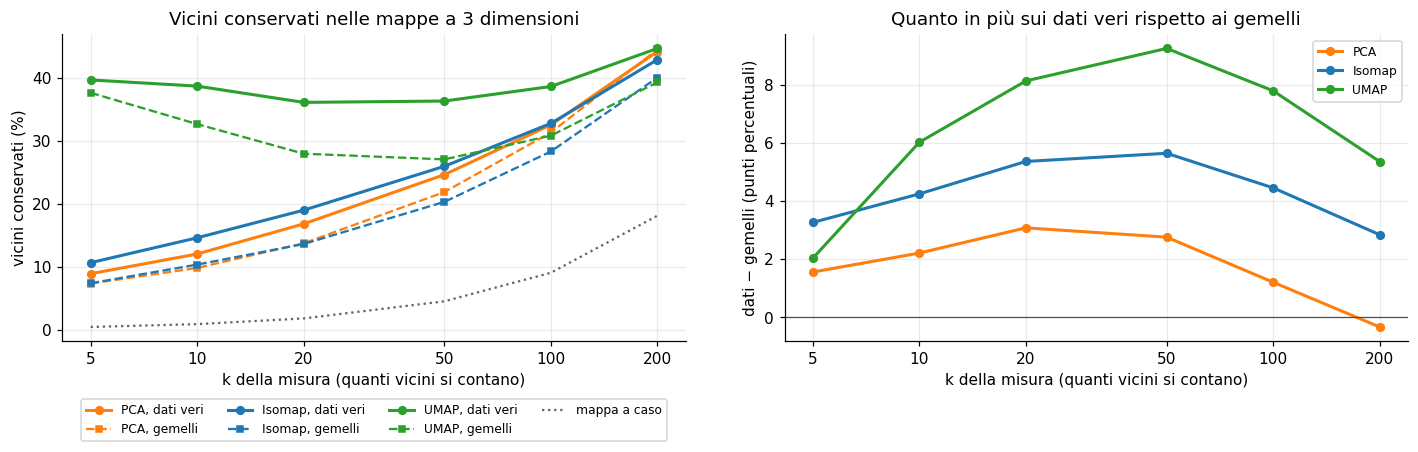 Vicini conservati nelle mappe a 3 dimensioni
vicini conservati (%)
40
30
20
10
0
5 10 20 50 100 200
k della misura (quanti vicini si contano)
PCA, dati veri Isomap, dati veri UMAP, dati veri mappa a caso
PCA, gemelli Isomap, gemelli UMAP, gemelli
Quanto in più sui dati veri rispetto ai gemelli
dati − gemelli (punti percentuali)
8
6
4
2
0
PCA
Isomap
UMAP
5 10 20 50 100 200
k della misura (quanti vicini si contano)